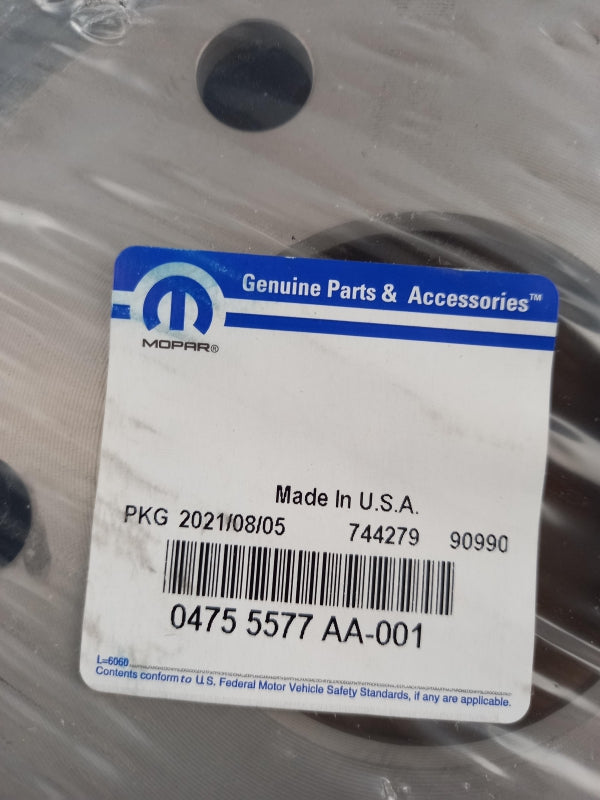 Genuine Parts & Accessories™
MOPAR®
Made In U.S.A.
PKG 2021/08/05 744279 90990
0475 5577 AA-001
L=6060
Contents conform to U.S. Federal Motor Vehicle Safety Standards, if any are applicable.